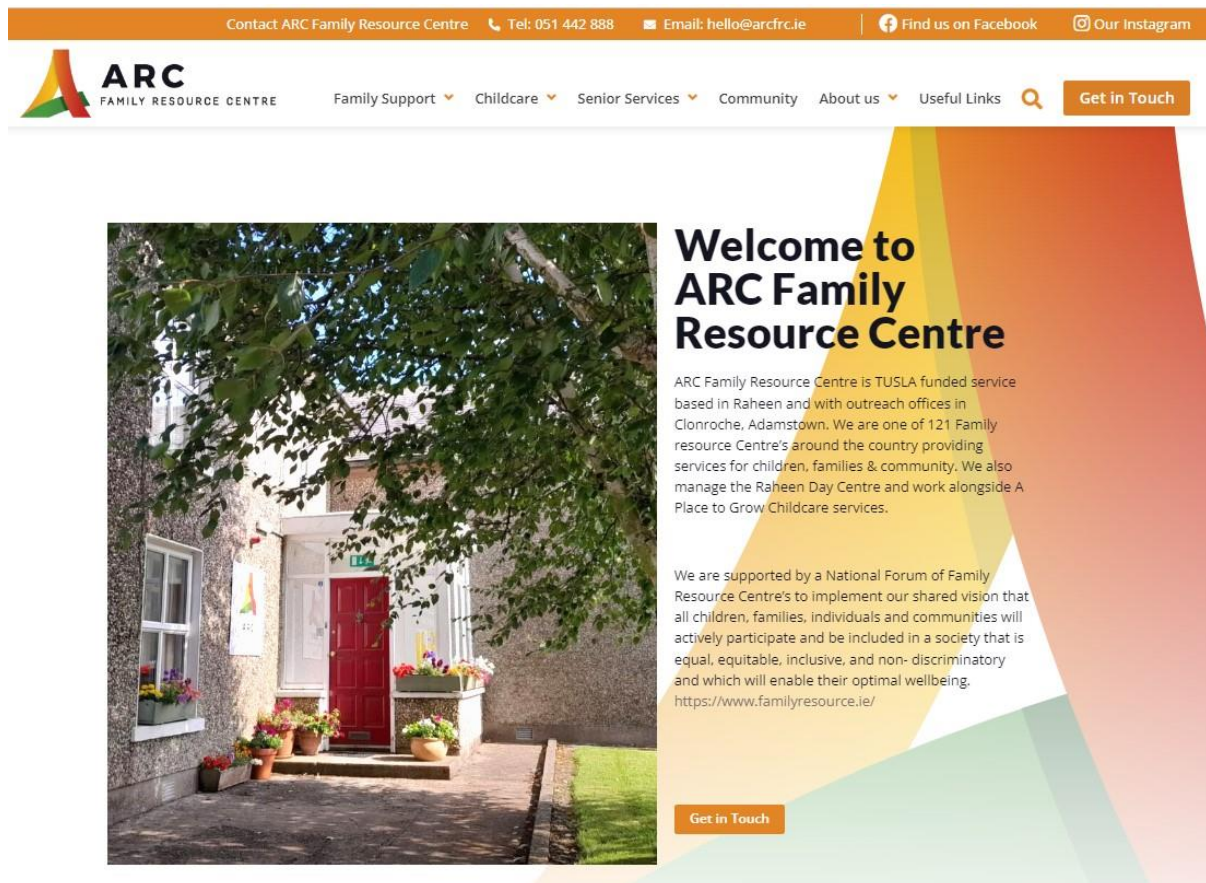 Contact ARC Family Resource Centre Tel: 051 442 888 Email: hello@arcfrc.ie Find us on Facebook Our Instagram
ARC
FAMILY RESOURCE CENTRE
Family Support Childcare Senior Services Community About us Useful Links Get in Touch
Welcome to
ARC Family
Resource Centre
ARC Family Resource Centre is TUSLA funded service
based in Raheen and with outreach offices in
Clonroche, Adamstown. We are one of 121 Family
resource Centre's around the country providing
services for children, families & community. We also
manage the Raheen Day Centre and work alongside A
Place to Grow Childcare services.
We are supported by a National Forum of Family
Resource Centre's to implement our shared vision that
all children, families, individuals and communities will
actively participate and be included in a society that is
equal, equitable, inclusive, and non- discriminatory
and which will enable their optimal wellbeing.
https://www.familyresource.ie/
Get in Touch